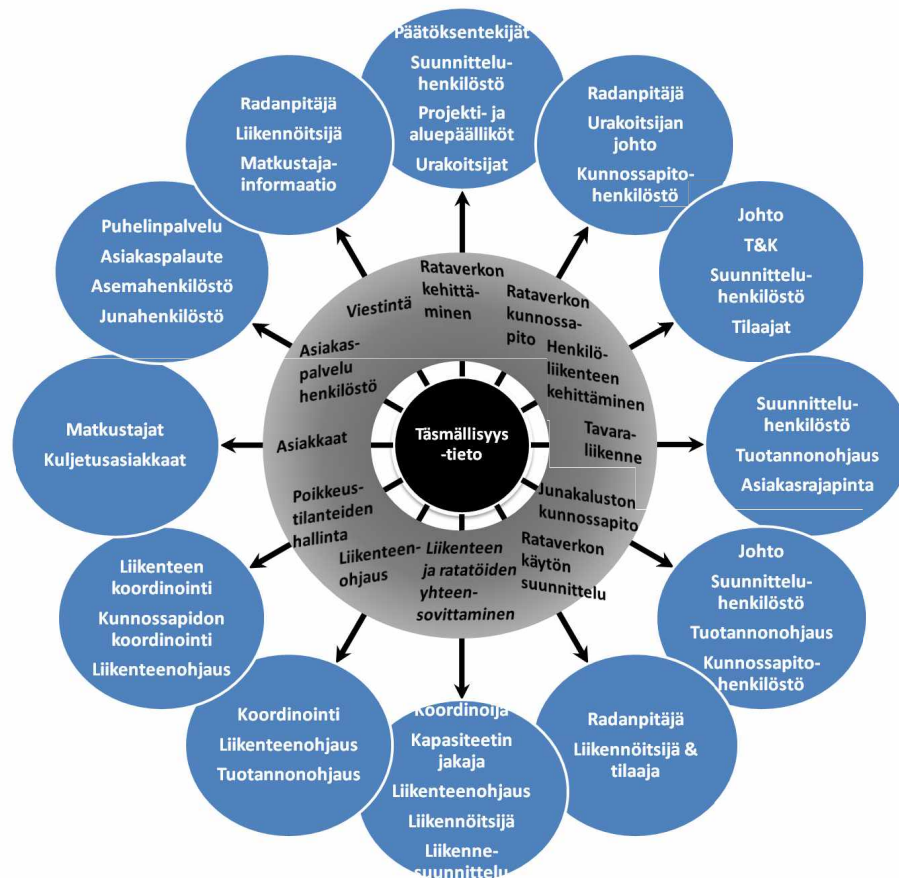 Päätöksentekijät
Suunnittelu-
henkilöstö
Projekti- ja
aluepäälliköt
Urakoitsijat
Radanpitäjä
Urakoitsijan
johto
Kunnossapito-
henkilöstö
Johto
T&K
Suunnittelu-
henkilöstö
Tilaajat
Suunnittelu-
henkilöstö
Tuotannonohjaus
Asiakasrajapinta
Johto
Suunnittelu-
henkilöstö
Tuotannonohjaus
Kunnossapito-
henkilöstö
Radanpitäjä
Liikennöitsijä &
tilaaja
Koordinoija
Kapasiteetin
jakaja
Liikenteenohjaus
Liikennöitsijä
Liikenne-
suunnittelu
Koordinointi
Liikenteenohjaus
Tuotannonohjaus
Liikenteen
koordinointi
Kunnossapidon
koordinointi
Liikenteenohjaus
Matkustajat
Kuljetusasiakkaat
Puhelinpalvelu
Asiakaspalaute
Asemahenkilöstö
Junahenkilöstö
Radanpitäjä
Liikennöitsijä
Matkustaja-
informaatio
Rataverkon
kehittä-
minen
Rataverkon
kunnossa-
pito
Henkilö-
liikenteen
kehittäminen
Tavara-
liikenne
Junakaluston
kunnossapito
Rataverkon
käytön
suunnittelu
Liikenteen
ja ratatöiden
yhteen-
sovittaminen
Liikenteen-
ohjaus
Poikkeus-
tilanteiden
hallinta
Asiakkaat
Asiakas-
palvelu
henkilöstö
Viestintä
Täsmällisyys
-tieto